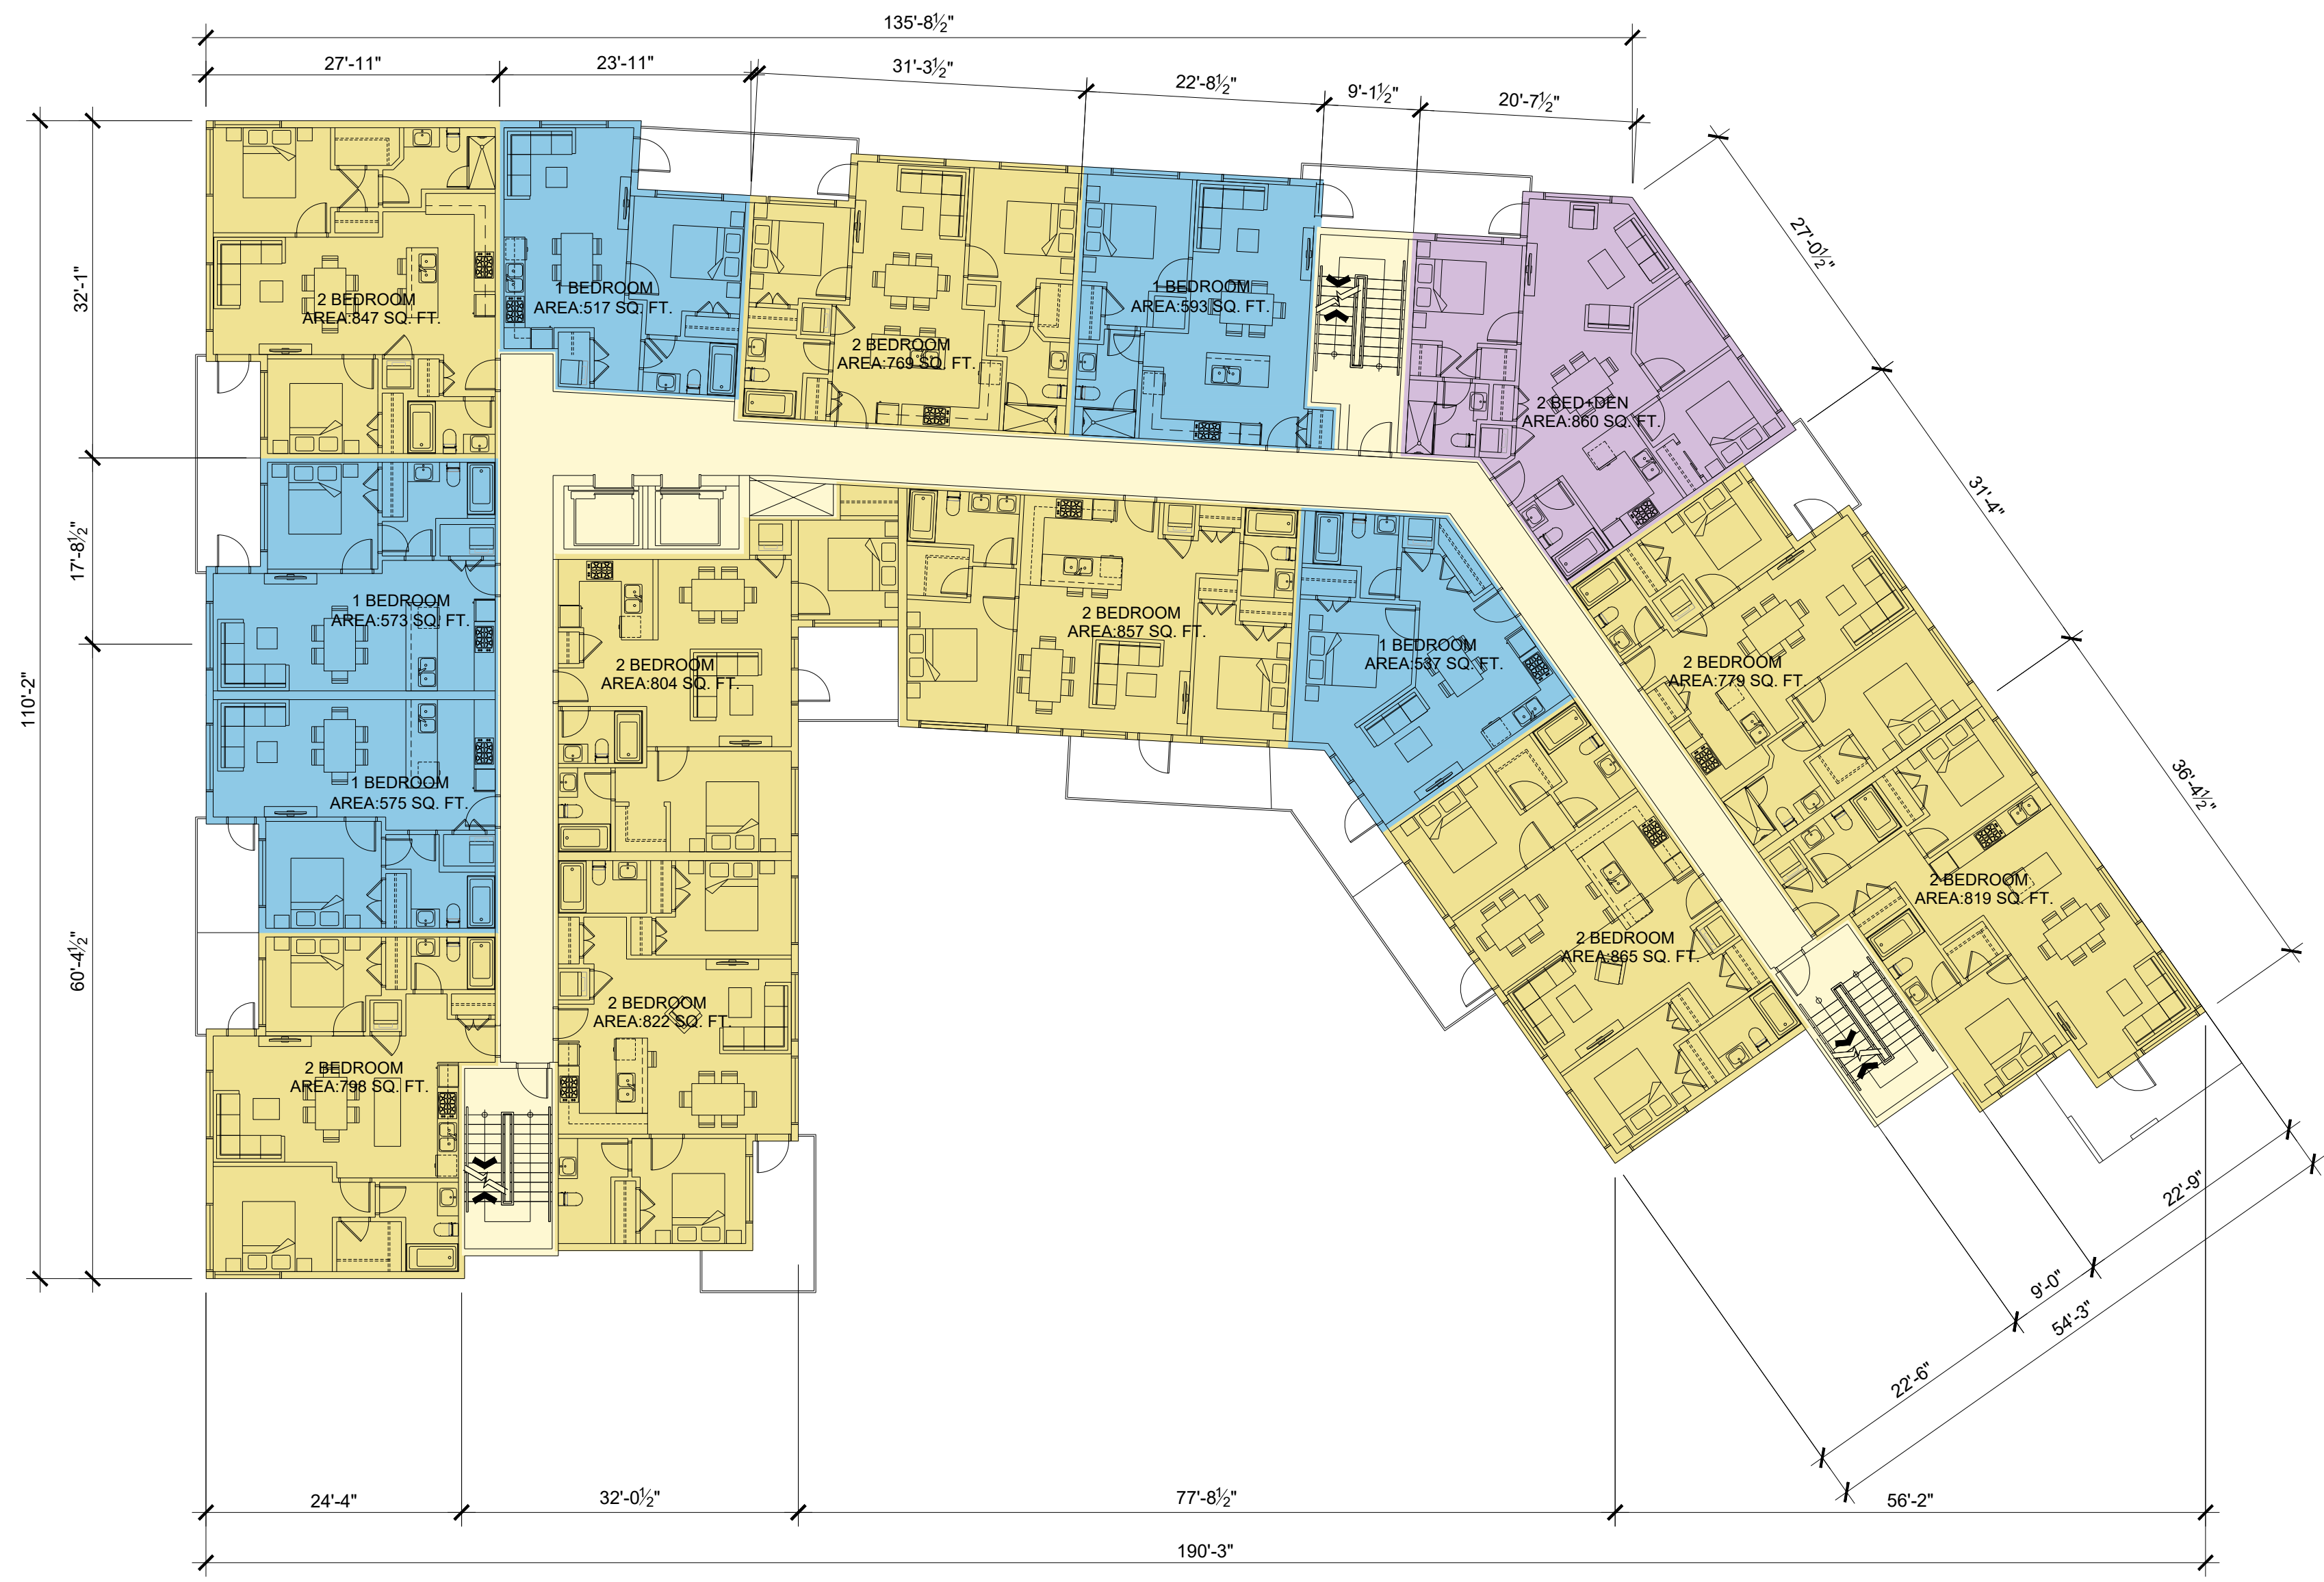 135'-8½"
27'-11"
23'-11"
31'-3½"
22'-8½"
9'-1½"
20'-7½"
27'-0½"
31'-4"
36'-4½"
32'-1"
17'-8½"
110'-2"
60'-4½"
2 BEDROOM
AREA:847 SQ. FT.
1 BEDROOM
AREA:517 SQ. FT.
2 BEDROOM
AREA:769 SQ. FT.
1 BEDROOM
AREA:593 SQ. FT.
2 BED+DEN
AREA:860 SQ. FT.
1 BEDROOM
AREA:573 SQ. FT.
2 BEDROOM
AREA:804 SQ. FT.
2 BEDROOM
AREA:857 SQ. FT.
1 BEDROOM
AREA:537 SQ. FT.
2 BEDROOM
AREA:779 SQ. FT.
1 BEDROOM
AREA:575 SQ. FT.
2 BEDROOM
AREA:819 SQ. FT.
2 BEDROOM
AREA:865 SQ. FT.
2 BEDROOM
AREA:822 SQ. FT.
2 BEDROOM
AREA:798 SQ. FT.
22'-9"
9'-0"
54'-3"
22'-6"
24'-4"
32'-0½"
77'-8½"
56'-2"
190'-3"